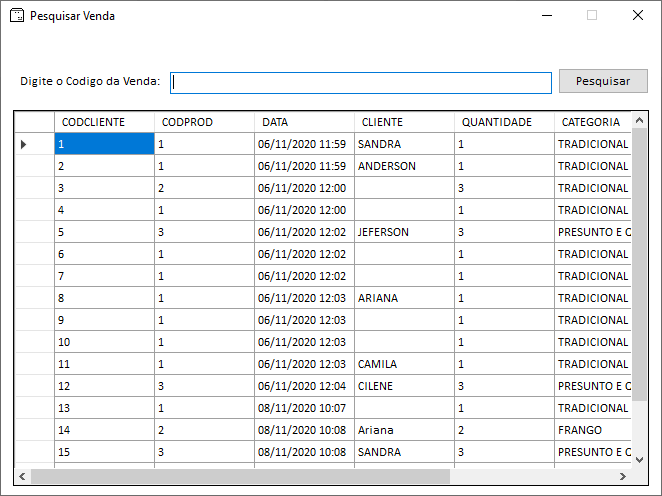 Pesquisar Venda
Digite o Codigo da Venda: Pesquisar
CODCLIENTE CODPROD DATA CLIENTE QUANTIDADE CATEGORIA
1 1 06/11/2020 11:59 SANDRA 1 TRADICIONAL
2 1 06/11/2020 11:59 ANDERSON 1 TRADICIONAL
3 2 06/11/2020 12:00 3 TRADICIONAL
4 1 06/11/2020 12:00 1 TRADICIONAL
5 3 06/11/2020 12:02 JEFERSON 3 PRESUNTO E
6 1 06/11/2020 12:02 1 TRADICIONAL
7 1 06/11/2020 12:02 1 TRADICIONAL
8 1 06/11/2020 12:03 ARIANA 1 TRADICIONAL
9 1 06/11/2020 12:03 1 TRADICIONAL
10 1 06/11/2020 12:03 1 TRADICIONAL
11 1 06/11/2020 12:03 CAMILA 1 TRADICIONAL
12 3 06/11/2020 12:04 CILENE 3 PRESUNTO E
13 1 08/11/2020 10:07 1 TRADICIONAL
14 2 08/11/2020 10:08 Ariana 2 FRANGO
15 3 08/11/2020 10:08 SANDRA 3 PRESUNTO E